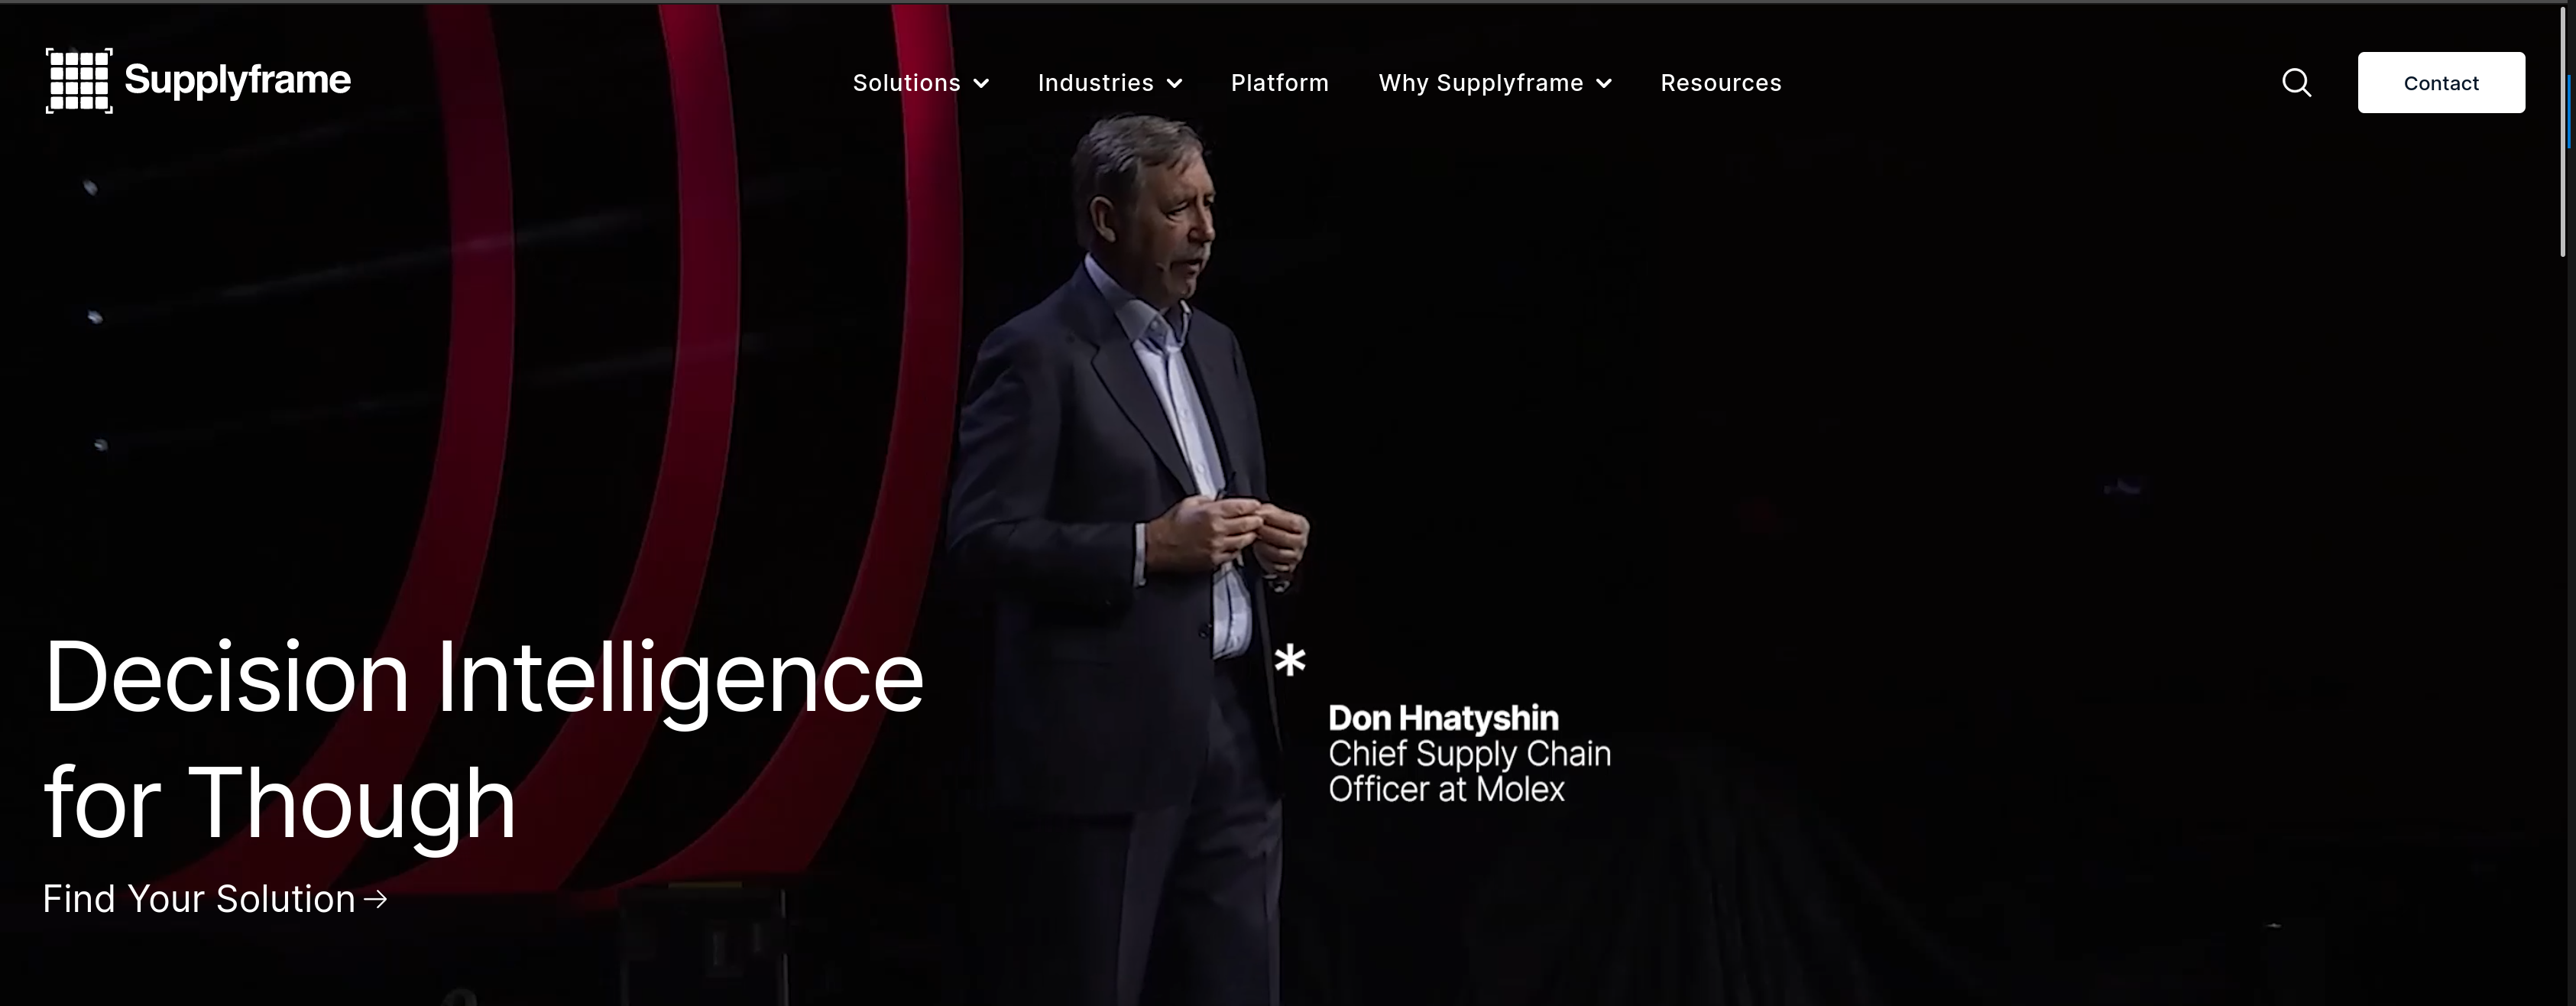 Supplyframe
Solutions
Industries
Platform
Why Supplyframe
Resources
Contact
Decision Intelligence
for Though
Find Your Solution
*
Don Hnatyshin
Chief Supply Chain
Officer at Molex